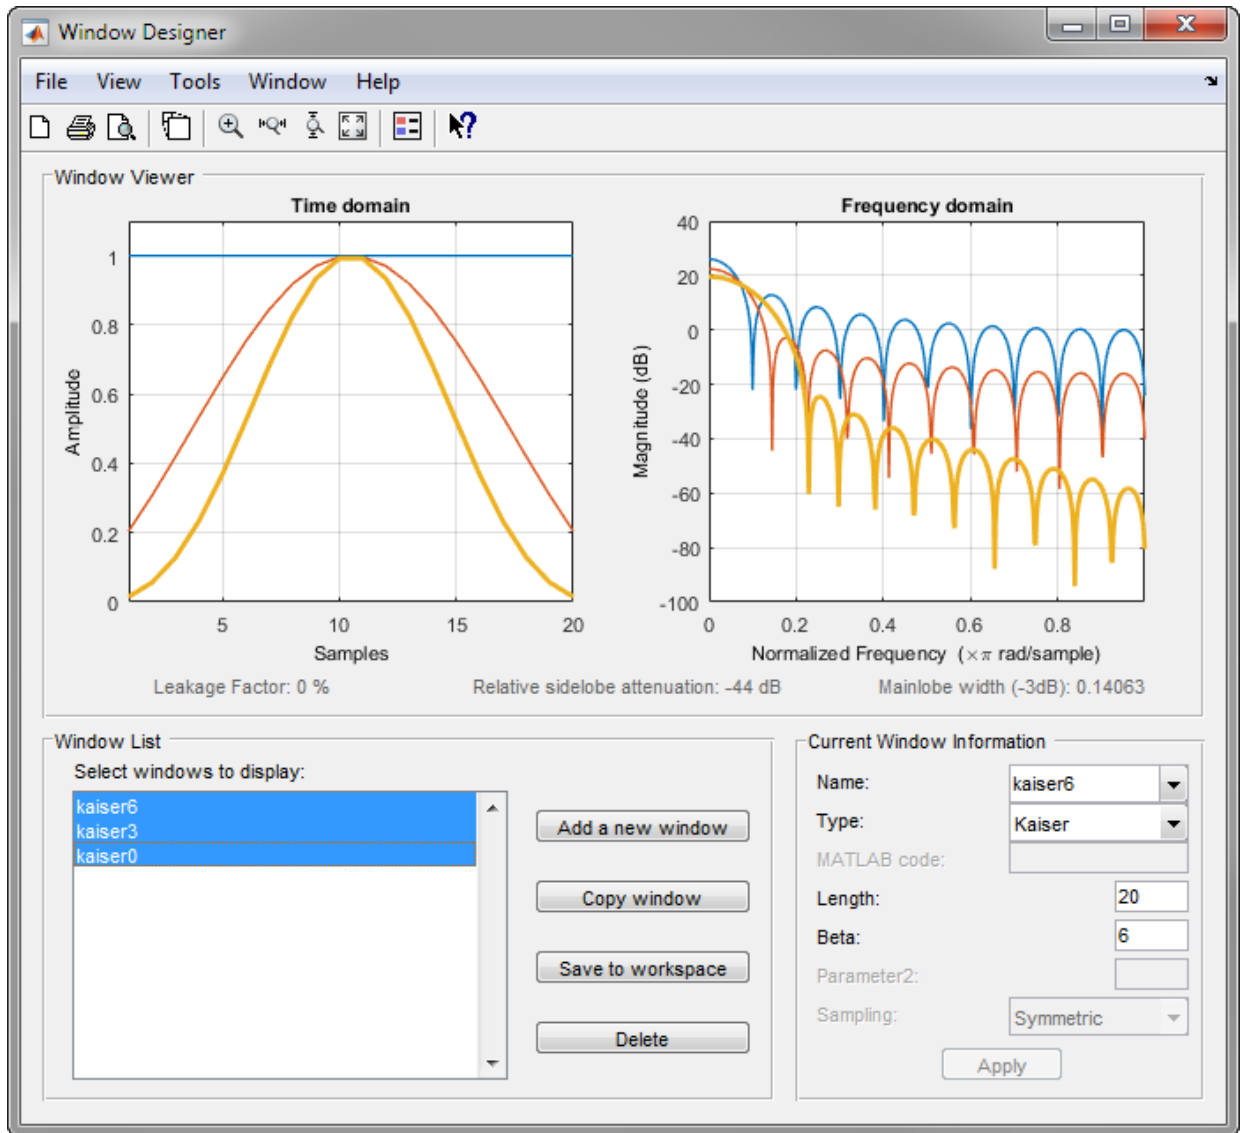 Window Designer
File View Tools Window Help
Window Viewer
Time domain
1
0.8
0.6
0.4
0.2
0
Amplitude
5 10 15 20
Samples
Frequency domain
40
20
0
-20
-40
-60
-80
-100
Magnitude (dB)
0 0.2 0.4 0.6 0.8
Normalized Frequency (×π rad/sample)
Leakage Factor: 0 % Relative sidelobe attenuation: -44 dB Mainlobe width (-3dB): 0.14063
Window List
Select windows to display:
kaiser6
kaiser3
kaiser0
Add a new window
Copy window
Save to workspace
Delete
Current Window Information
Name: kaiser6
Type: Kaiser
MATLAB code:
Length: 20
Beta: 6
Parameter2:
Sampling: Symmetric
Apply